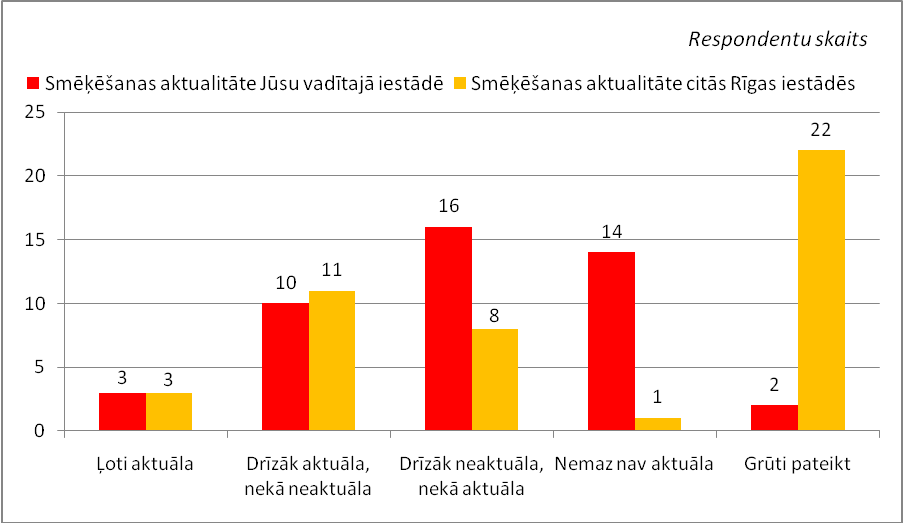 Respondentu skaits
Smēķēšanas aktualitāte Jūsu vadītajā iestādē
Smēķēšanas aktualitāte citās Rīgas iestādēs
25
20
15
10
5
0
3
3
10
11
16
8
14
1
2
22
Ļoti aktuāla
Drīzāk aktuāla,
nekā neaktuāla
Drīzāk neaktuāla,
nekā aktuāla
Nemaz nav aktuāla
Grūti pateikt